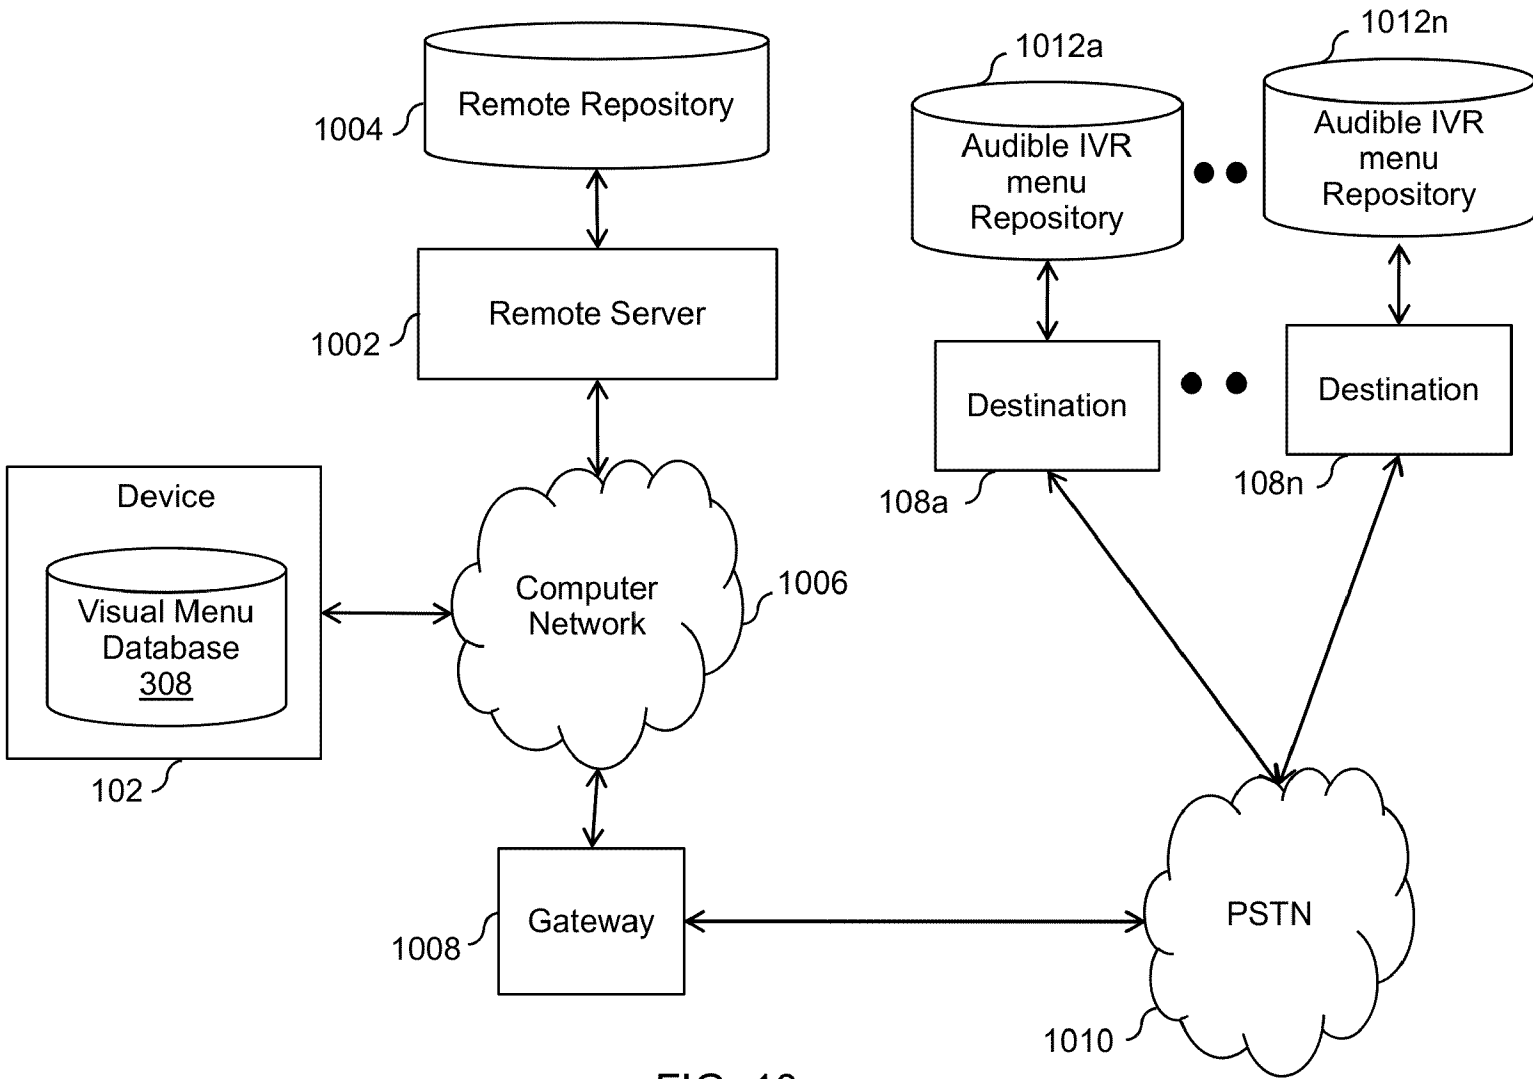 1012n
1012a
Remote Repository
1004
Audible IVR
menu
Repository
Audible IVR
menu
Repository
Remote Server
1002
Destination
Destination
108a
108n
Device
Visual Menu
Database
308
102
Computer
Network
1006
Gateway
1008
PSTN
1010